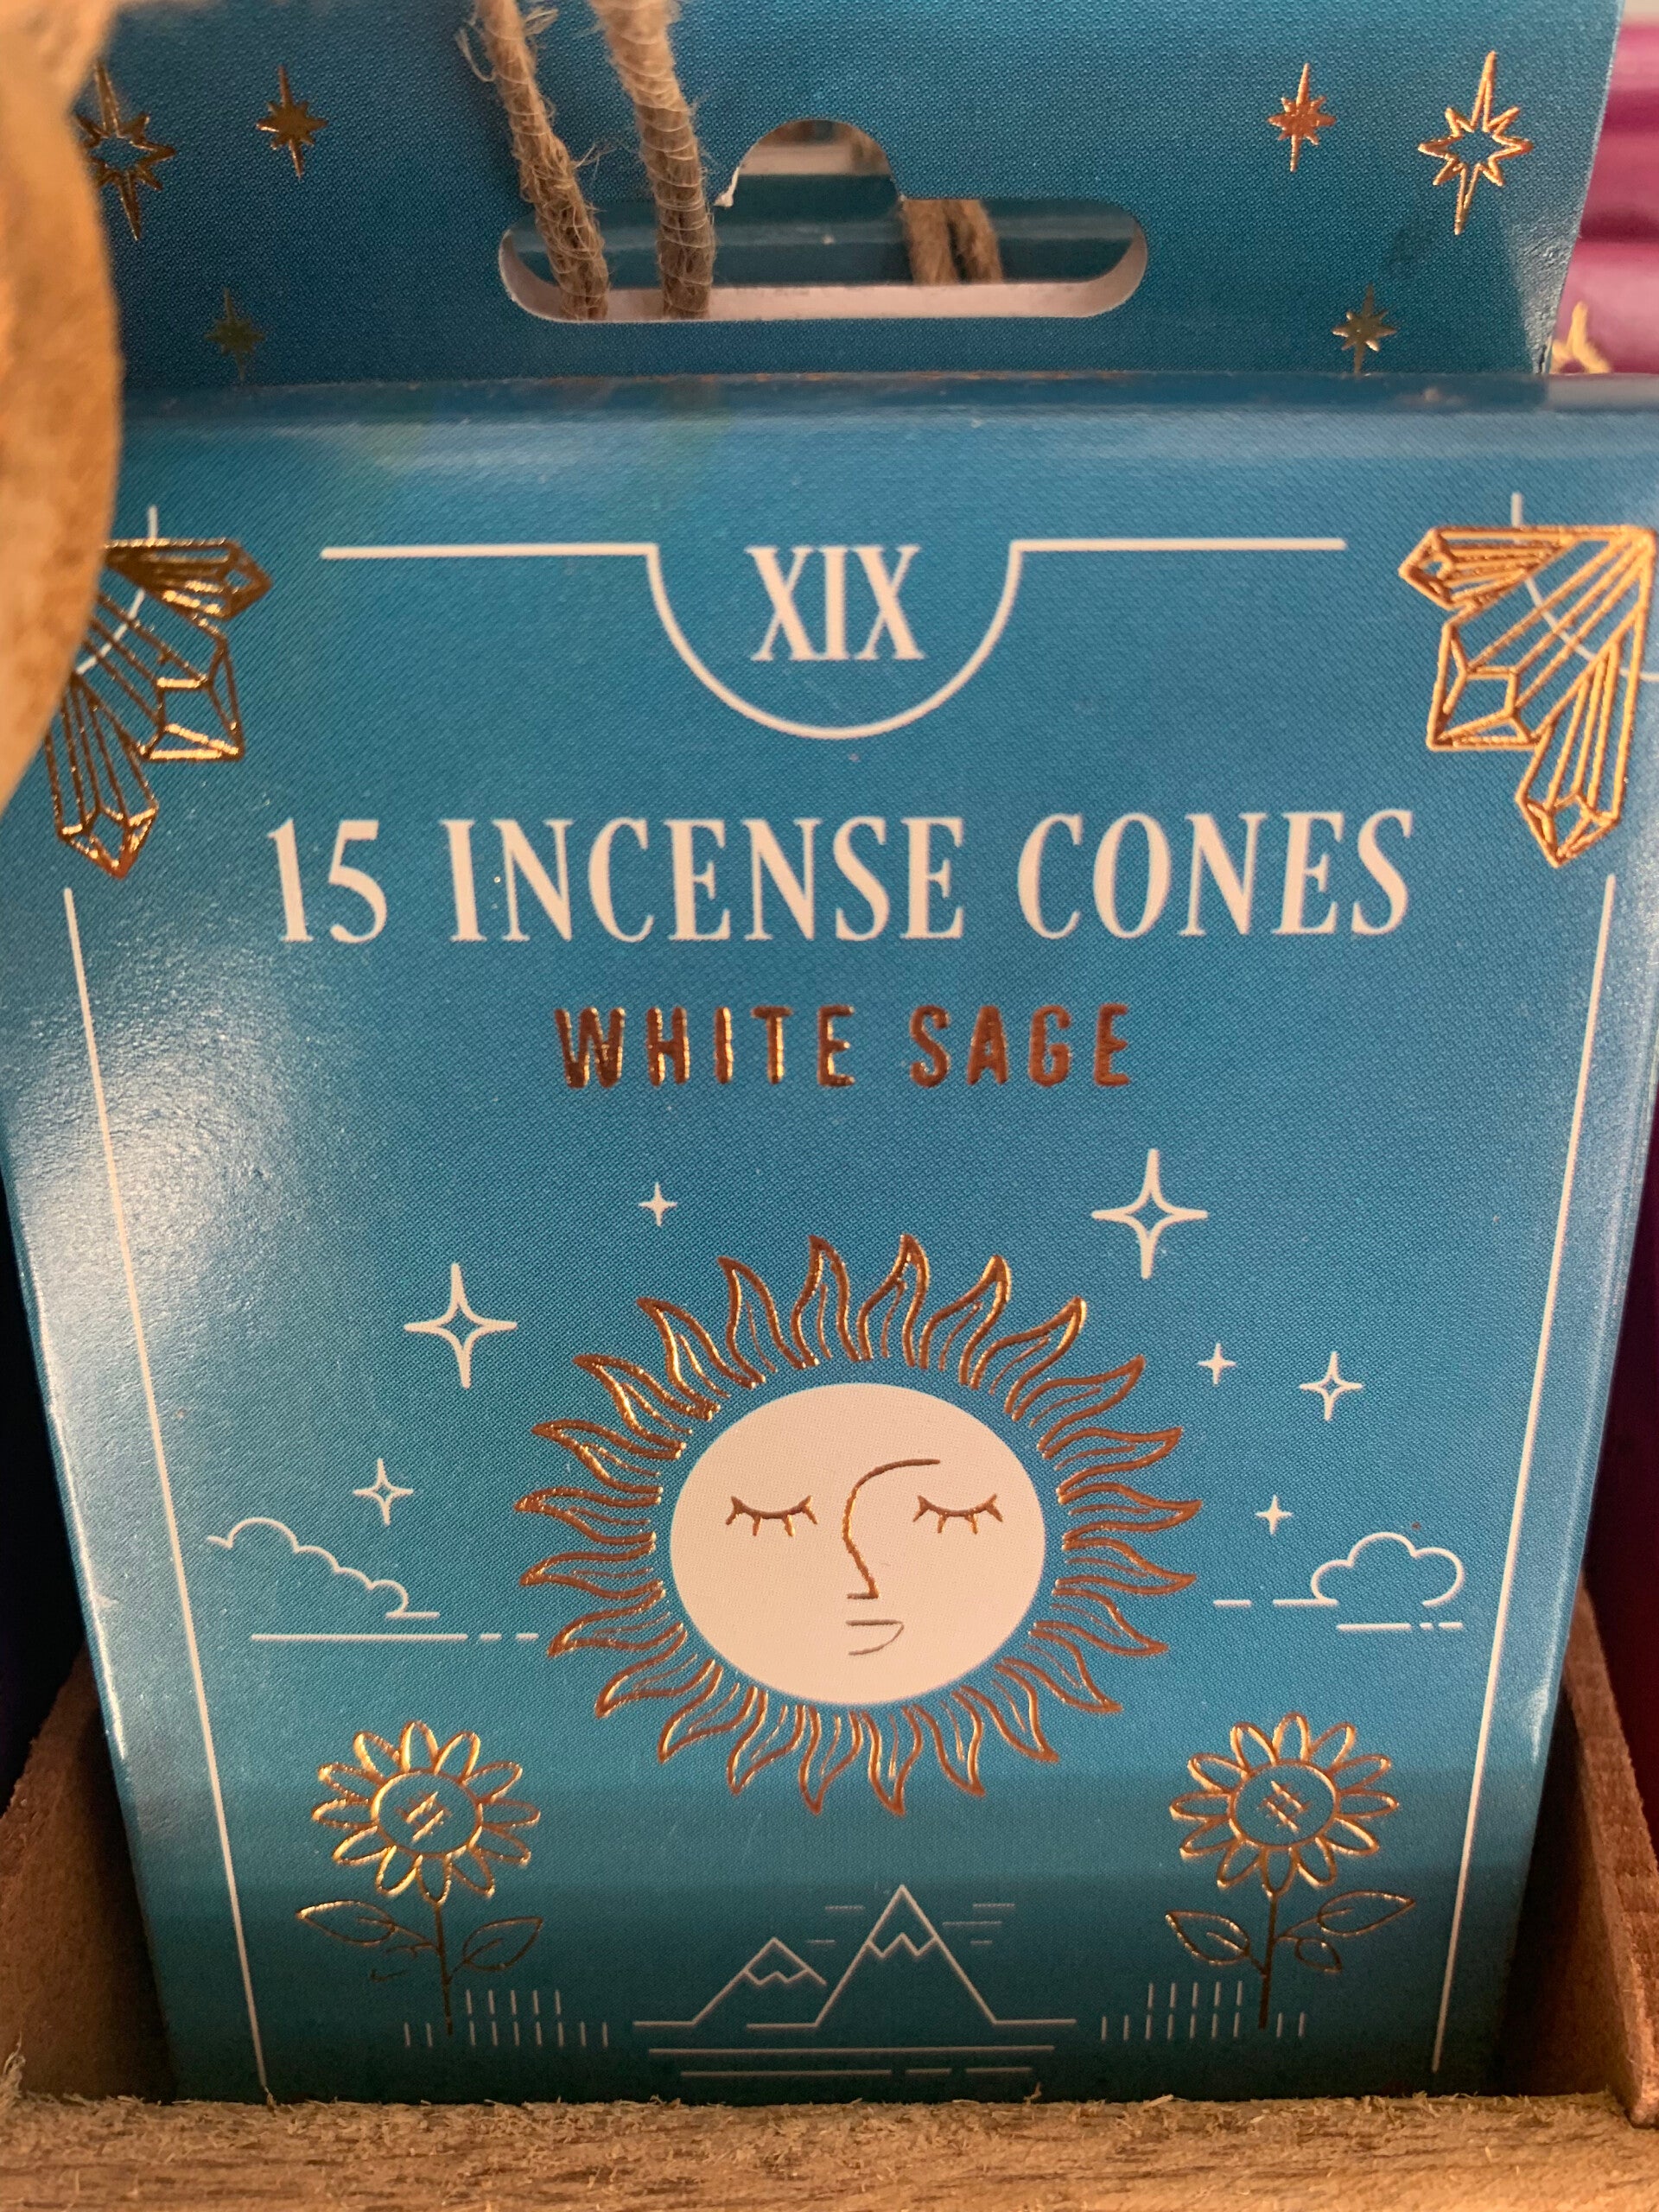 XIX
15 INCENSE CONES
WHITE SAGE